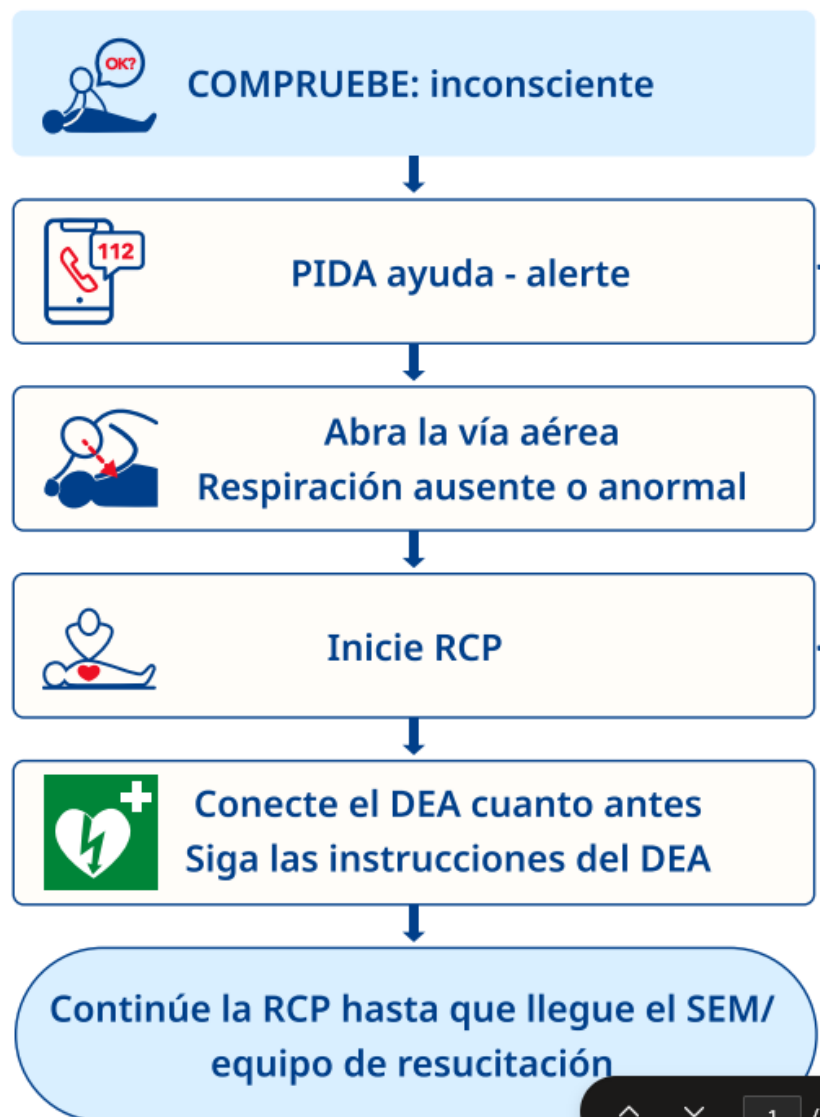 OK?
COMPRUEBE: inconsciente
112
PIDA ayuda - alerte
Abra la vía aérea
Respiración ausente o anormal
Inicie RCP
Conecte el DEA cuanto antes
Siga las instrucciones del DEA
Continúe la RCP hasta que llegue el SEM/
equipo de resucitación
1 /